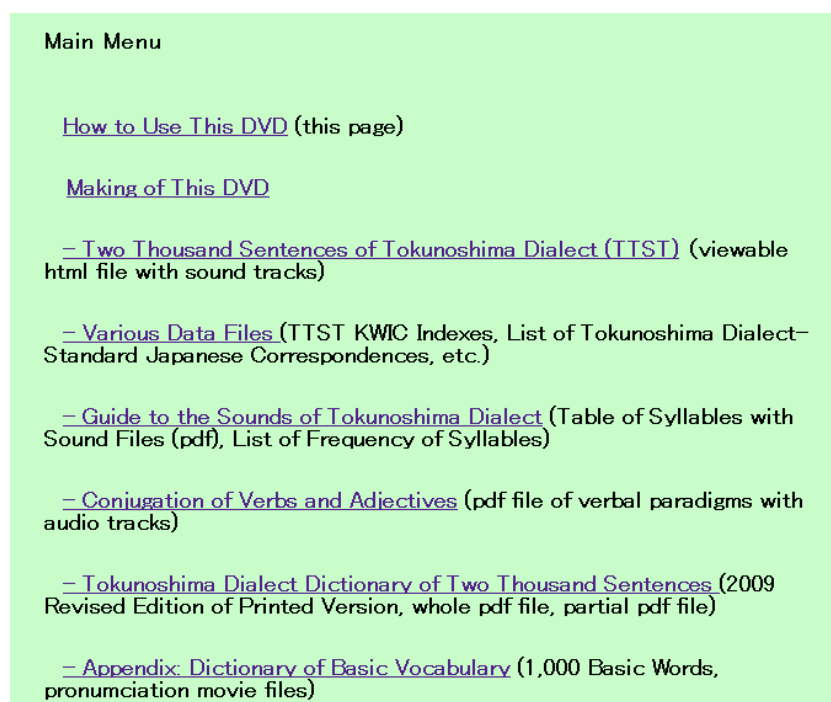 Main Menu
How to Use This DVD (this page)
Making of This DVD
- Two Thousand Sentences of Tokunoshima Dialect (TTST) (viewable
html file with sound tracks)
- Various Data Files (TTST KWIC Indexes, List of Tokunoshima Dialect-
Standard Japanese Correspondences, etc.)
- Guide to the Sounds of Tokunoshima Dialect (Table of Syllables with
Sound Files (pdf), List of Frequency of Syllables)
- Conjugation of Verbs and Adjectives (pdf file of verbal paradigms with
audio tracks)
- Tokunoshima Dialect Dictionary of Two Thousand Sentences (2009
Revised Edition of Printed Version, whole pdf file, partial pdf file)
- Appendix: Dictionary of Basic Vocabulary (1,000 Basic Words,
pronumciation movie files)